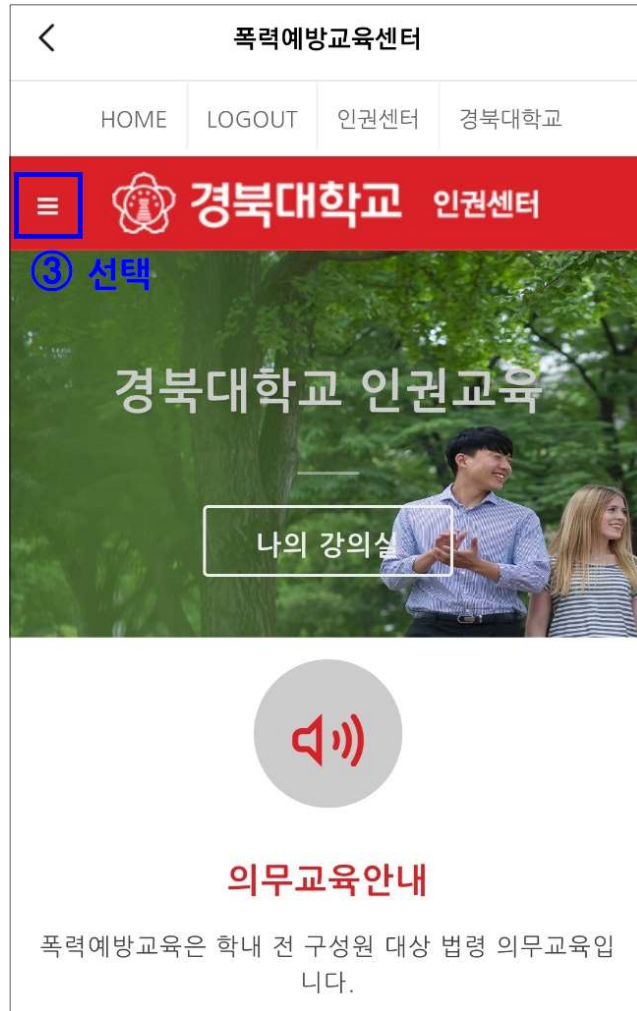 폭력예방교육센터
HOME LOGOUT 인권센터 경북대학교
경북대학교 인권센터
③ 선택
경북대학교 인권교육
나의 강의실
의무교육안내
폭력예방교육은 학내 전 구성원 대상 법령 의무교육입
니다.